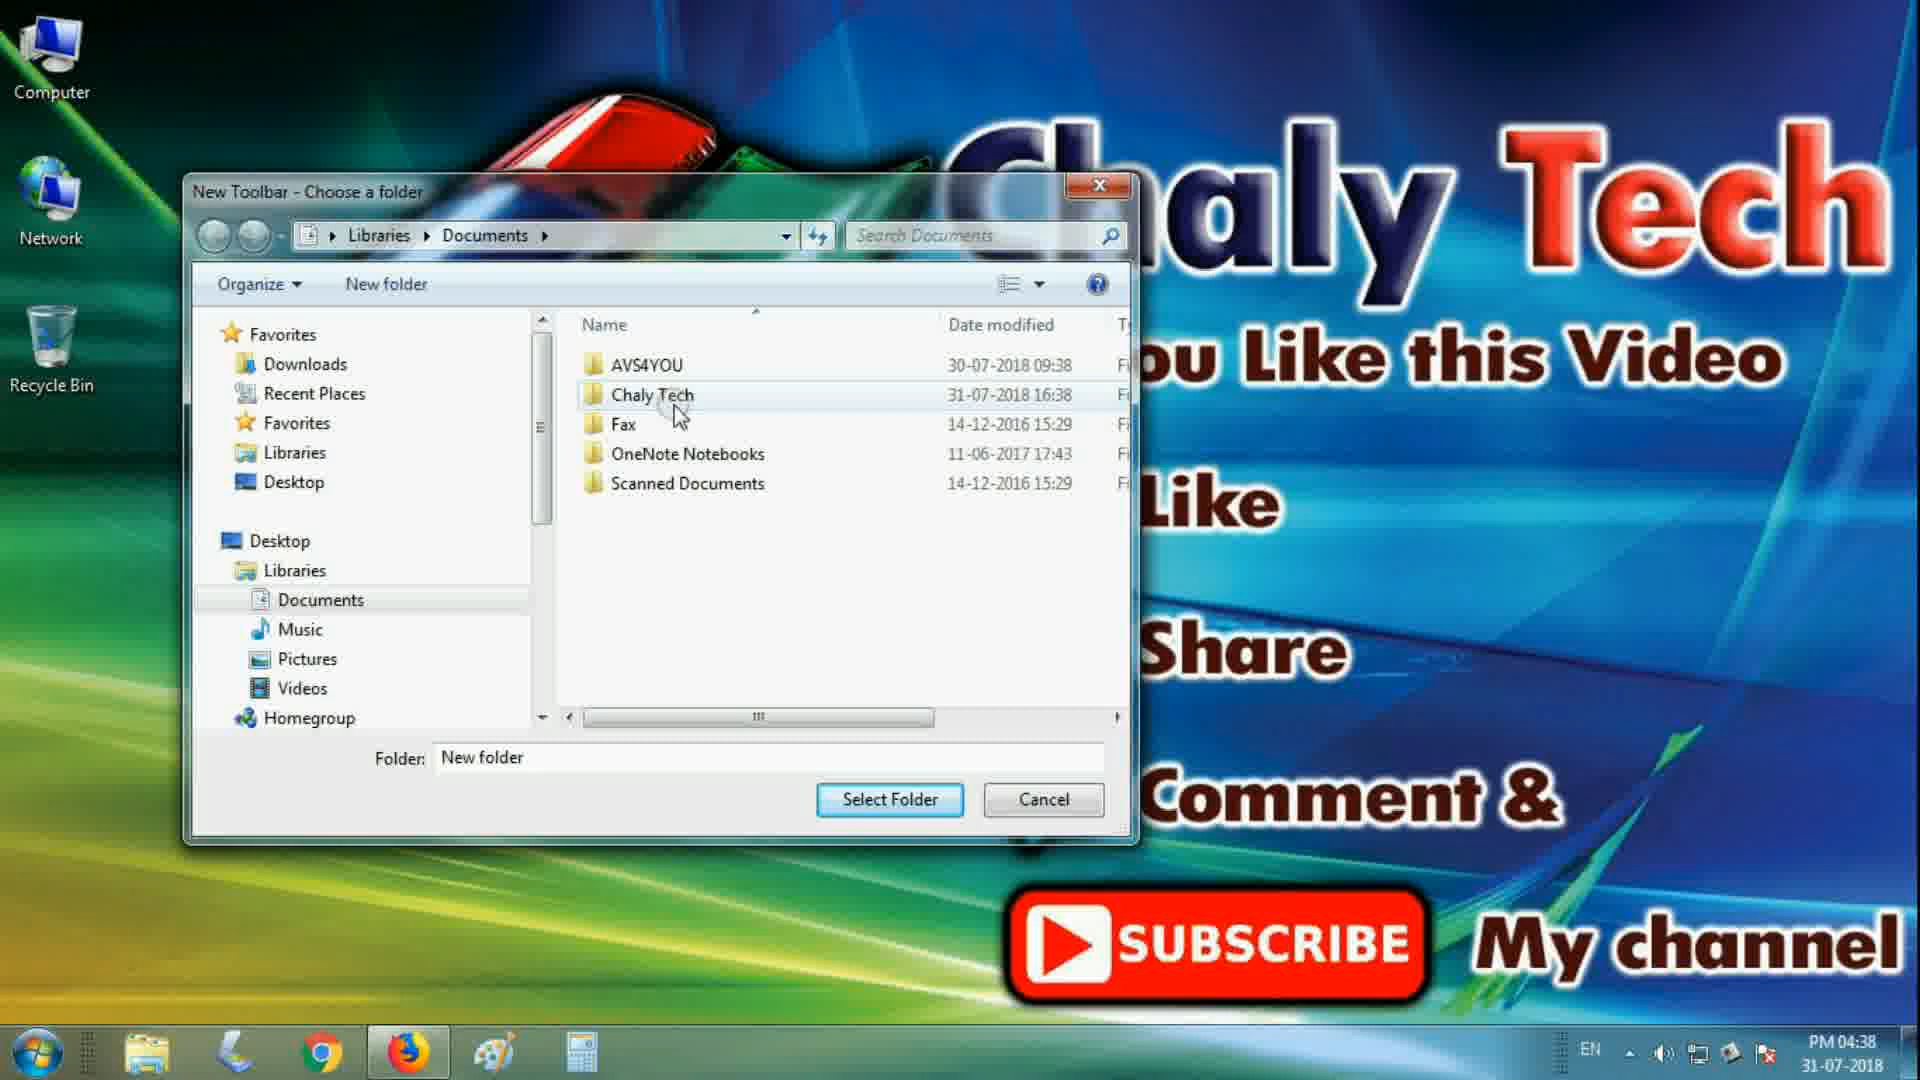 Computer
Network
Recycle Bin
Chaly Tech
ou Like this Video
Like
Share
Comment &
SUBSCRIBE
My channel
New Toolbar - Choose a folder
Libraries
Documents
Search Documents
Organize
New folder
Favorites
Downloads
Recent Places
Favorites
Libraries
Desktop
Desktop
Libraries
Documents
Music
Pictures
Videos
Homegroup
Name Date modified
AVS4YOU 30-07-2018 09:38
Chaly Tech 31-07-2018 16:38
Fax 14-12-2016 15:29
OneNote Notebooks 11-06-2017 17:43
Scanned Documents 14-12-2016 15:29
Folder: New folder
Select Folder Cancel
EN
PM 04:38
31-07-2018